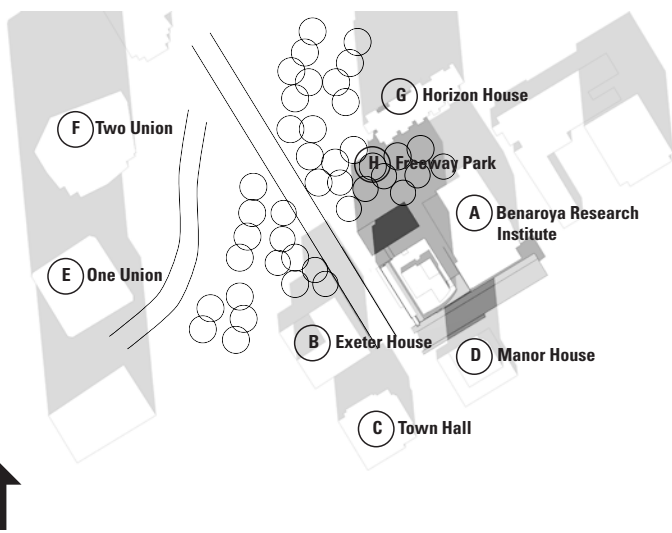 G Horizon House
F Two Union
H Freeway Park
A Benaroya Research
Institute
E One Union
B Exeter House
D Manor House
C Town Hall